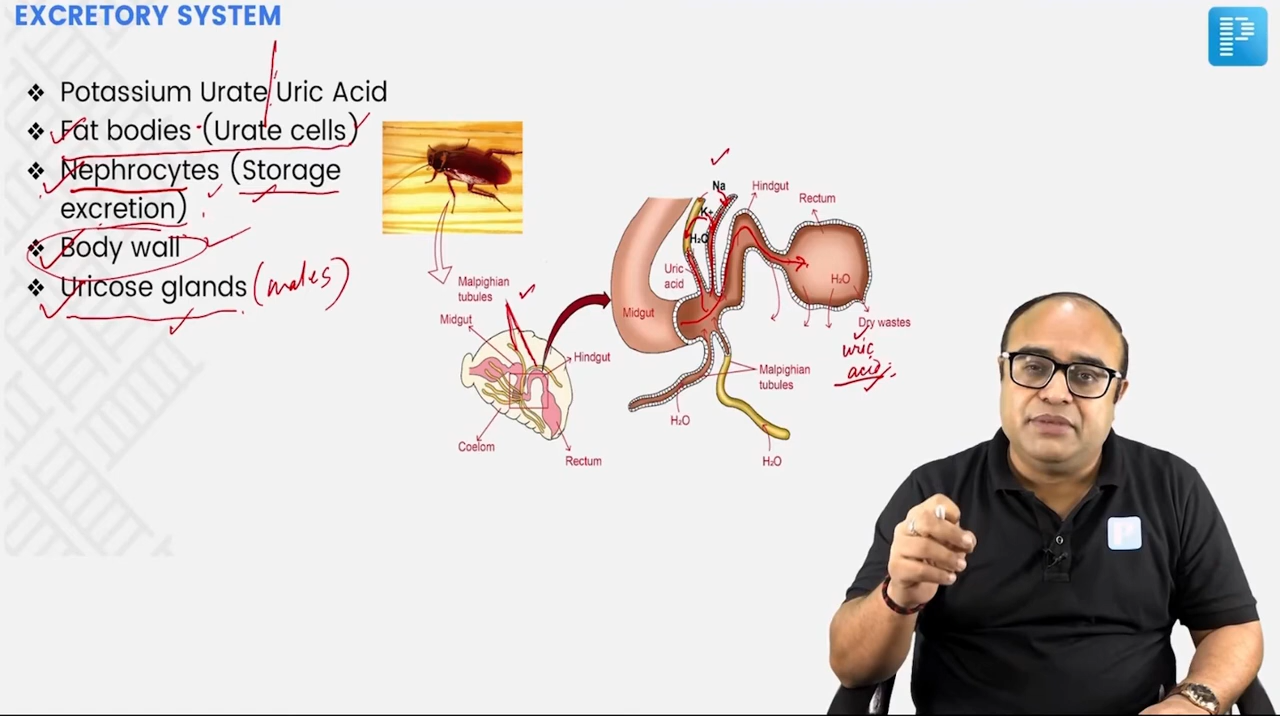 EXCRETORY SYSTEM
❖ Potassium Urate/Uric Acid
❖ Fat bodies (Urate cells)
❖ Nephrocytes (Storage
excretion)
❖ Body wall
❖ Uricose glands (males)
Malpighian
tubules
Midgut
Hindgut
Coelom
Rectum
Na
K+
H₂O
Uric
acid
Midgut
Hindgut
Rectum
H₂O
Dry wastes
uric
acid
Malpighian
tubules
H₂O
H₂O
P
P